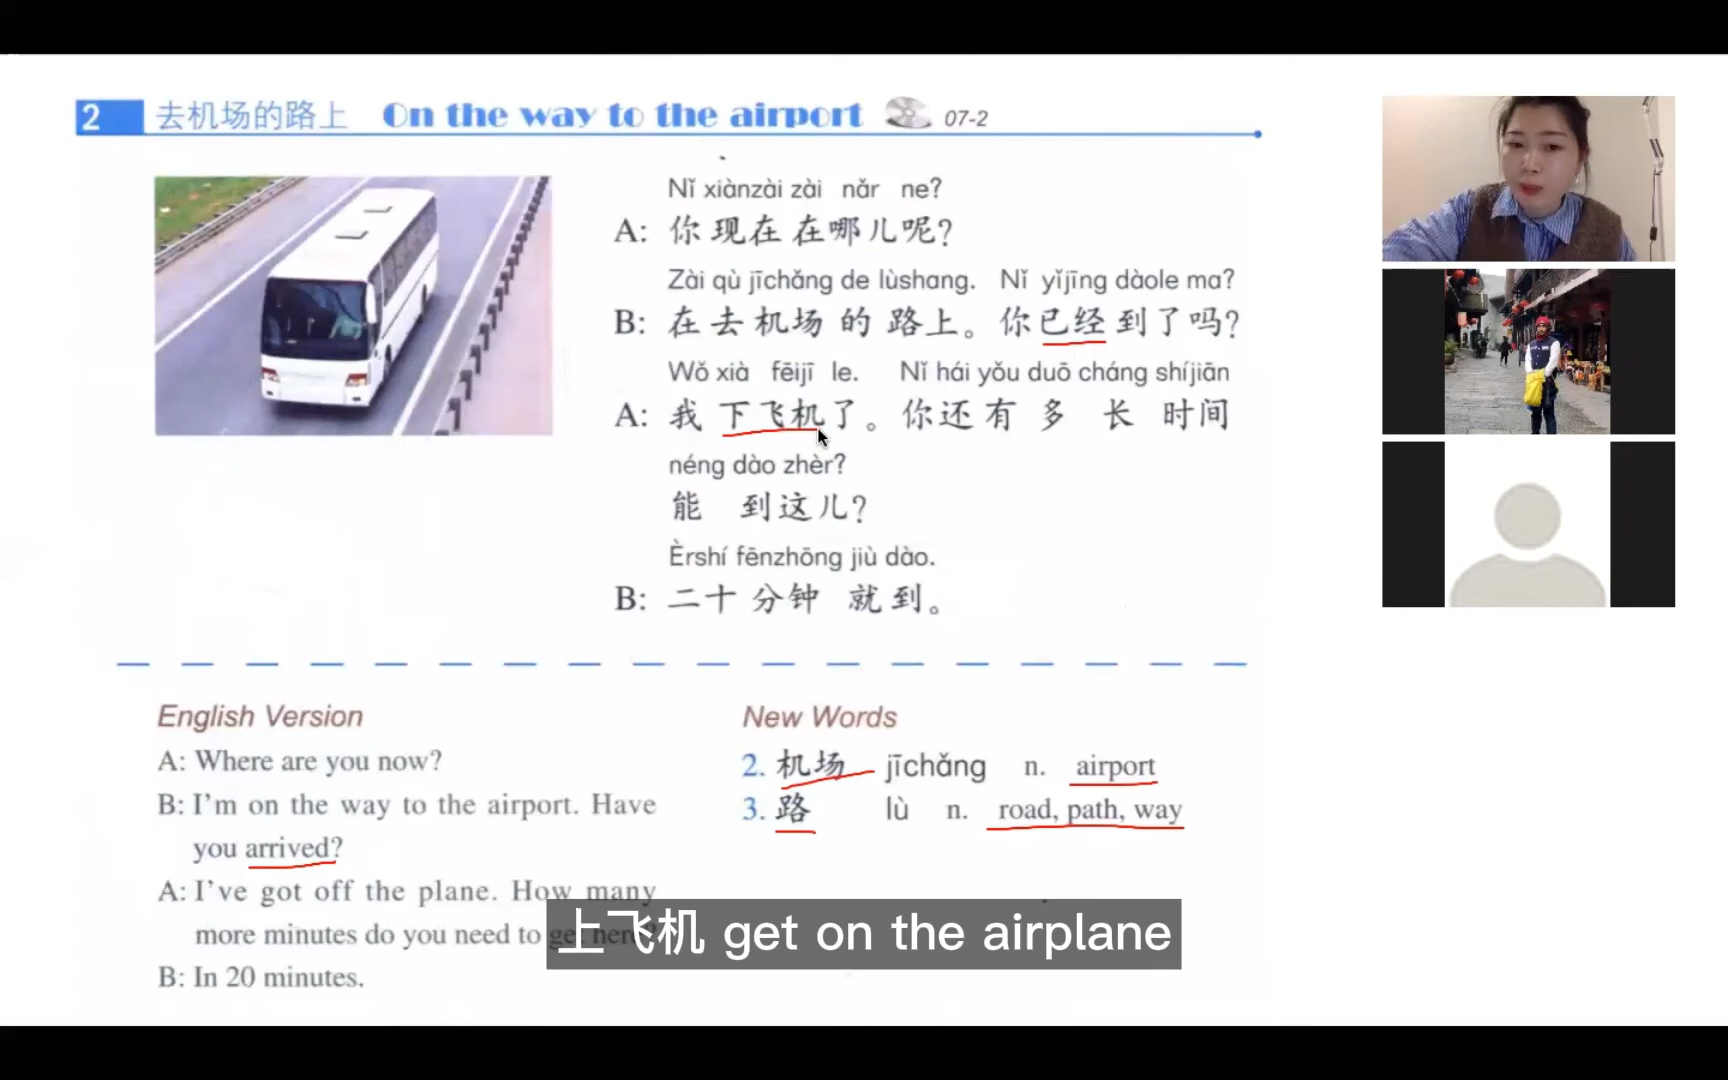 2 去机场的路上 On the way to the airport 07-2
Nǐ xiànzài zài nǎr ne?
A: 你现在在哪儿呢?
Zài qù jīchǎng de lùshang. Nǐ yǐjīng dàole ma?
B: 在去机场的路上。你已经到了吗?
Wǒ xià fēijī le. Nǐ hái yǒu duō cháng shíjiān
A: 我下飞机了。你还有多长时间
néng dào zhèr?
能到这儿?
Èrshí fēnzhōng jiù dào.
B: 二十分钟就到。
English Version
A: Where are you now?
B: I'm on the way to the airport. Have
you arrived?
A: I've got off the plane. How many
more minutes do you need to get here?
B: In 20 minutes.
New Words
2. 机场 jīchǎng n. airport
3. 路 lù n. road, path, way
上飞机 get on the airplane